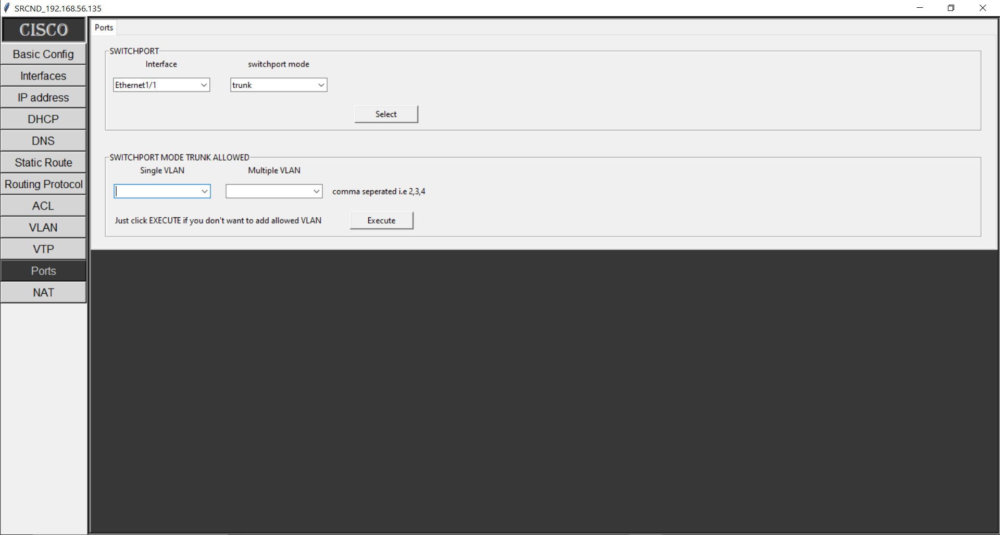 SRCND_192.168.56.135
CISCO
Basic Config
Interfaces
IP address
DHCP
DNS
Static Route
Routing Protocol
ACL
VLAN
VTP
Ports
NAT
Ports
SWITCHPORT
Interface switchport mode
Ethernet1/1 trunk
Select
SWITCHPORT MODE TRUNK ALLOWED
Single VLAN Multiple VLAN
comma seperated i.e 2,3,4
Just click EXECUTE if you don't want to add allowed VLAN Execute